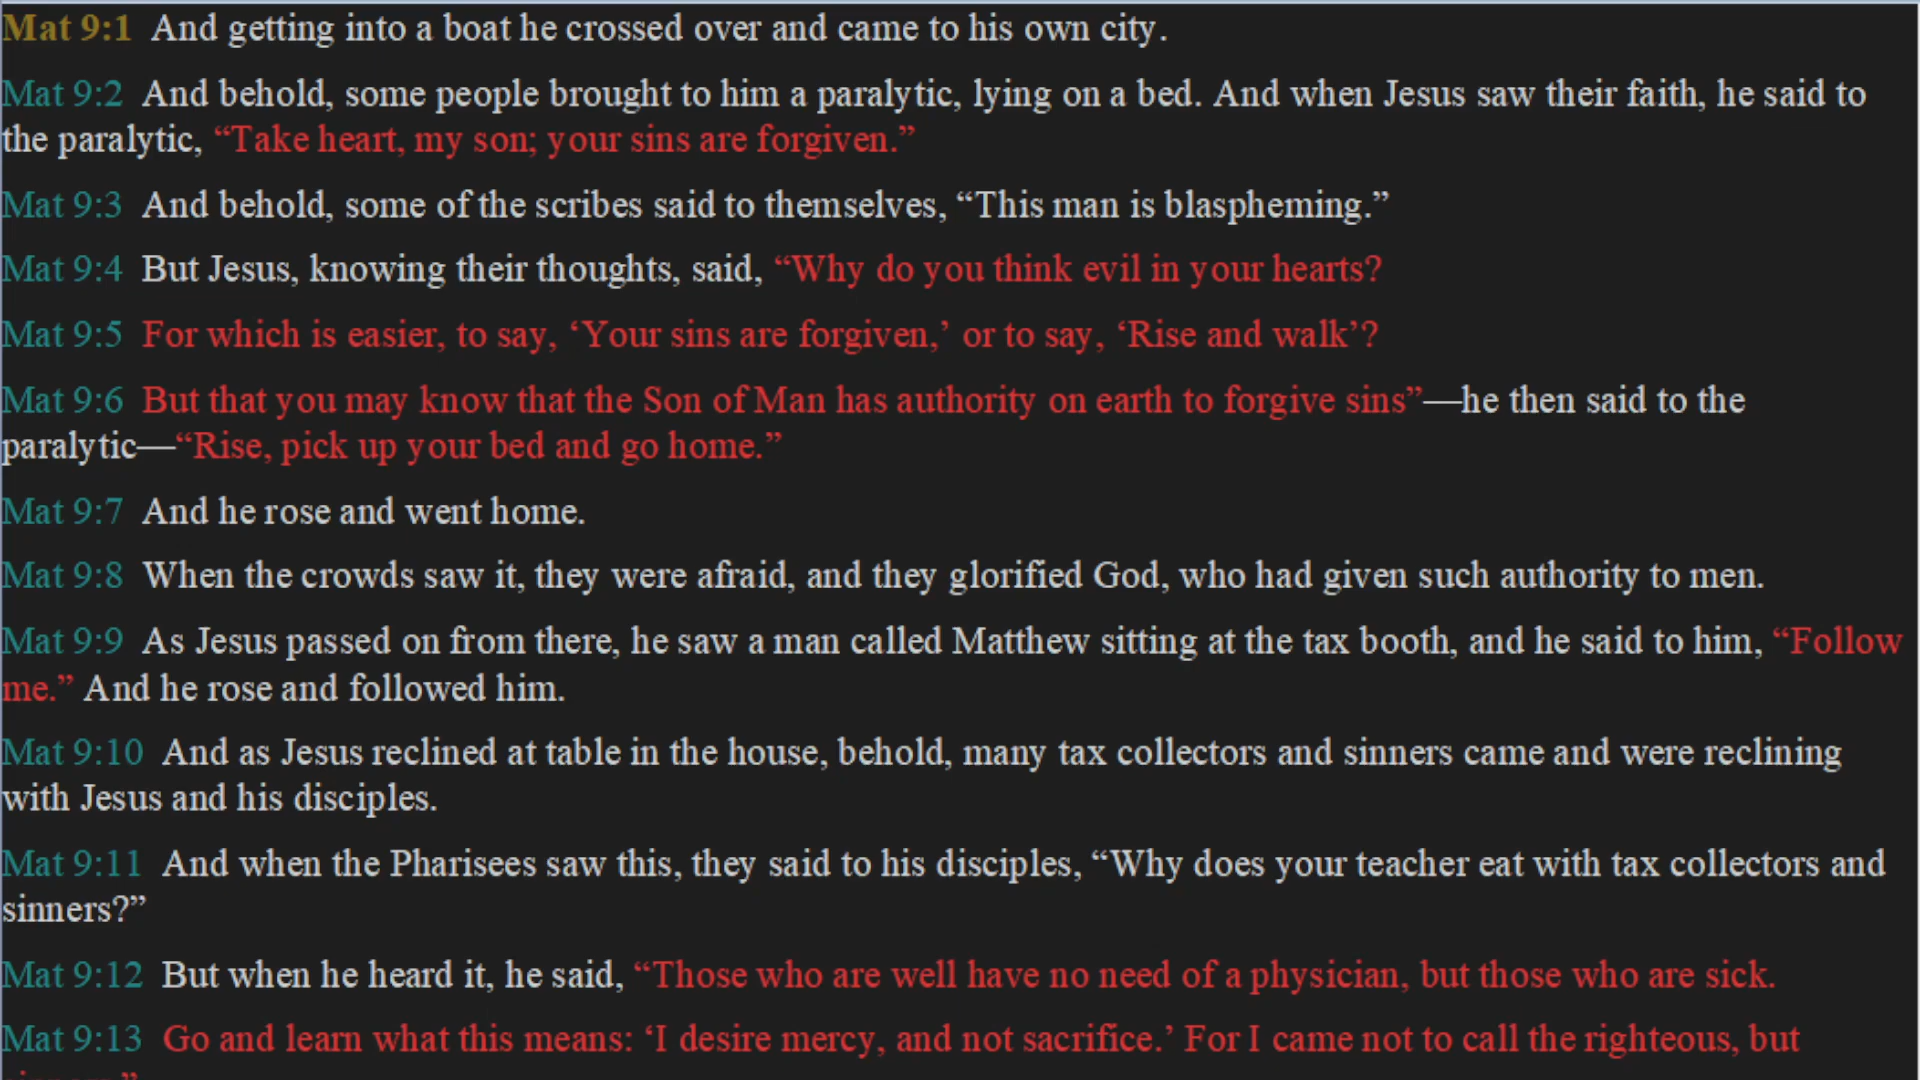 Mat 9:1 And getting into a boat he crossed over and came to his own city.
Mat 9:2 And behold, some people brought to him a paralytic, lying on a bed. And when Jesus saw their faith, he said to
the paralytic, “Take heart, my son; your sins are forgiven.”
Mat 9:3 And behold, some of the scribes said to themselves, “This man is blaspheming.”
Mat 9:4 But Jesus, knowing their thoughts, said, “Why do you think evil in your hearts?
Mat 9:5 For which is easier, to say, ‘Your sins are forgiven,’ or to say, ‘Rise and walk’?
Mat 9:6 But that you may know that the Son of Man has authority on earth to forgive sins”—he then said to the
paralytic—“Rise, pick up your bed and go home.”
Mat 9:7 And he rose and went home.
Mat 9:8 When the crowds saw it, they were afraid, and they glorified God, who had given such authority to men.
Mat 9:9 As Jesus passed on from there, he saw a man called Matthew sitting at the tax booth, and he said to him, “Follow
me.” And he rose and followed him.
Mat 9:10 And as Jesus reclined at table in the house, behold, many tax collectors and sinners came and were reclining
with Jesus and his disciples.
Mat 9:11 And when the Pharisees saw this, they said to his disciples, “Why does your teacher eat with tax collectors and
sinners?”
Mat 9:12 But when he heard it, he said, “Those who are well have no need of a physician, but those who are sick.
Mat 9:13 Go and learn what this means: ‘I desire mercy, and not sacrifice.’ For I came not to call the righteous, but